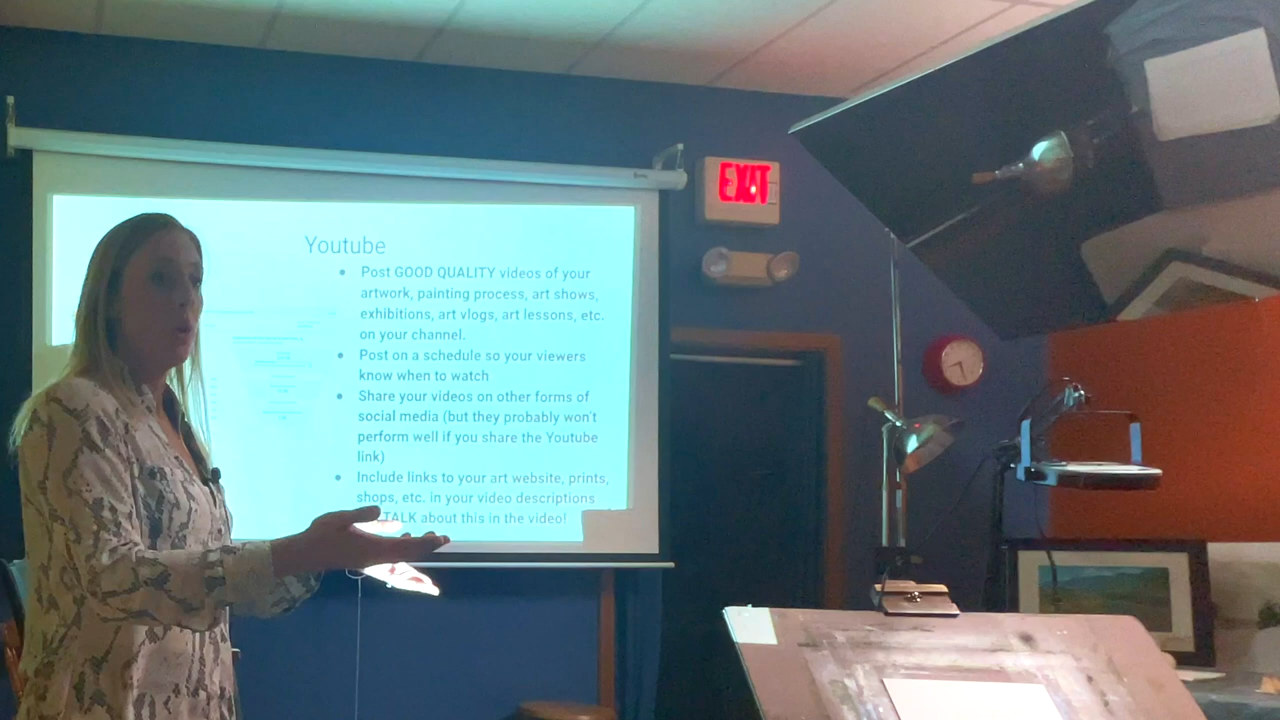 EXIT
Youtube
• Post GOOD QUALITY videos of your
artwork, painting process, art shows,
exhibitions, art vlogs, art lessons, etc.
on your channel.
• Post on a schedule so your viewers
know when to watch
• Share your videos on other forms of
social media (but they probably won't
perform well if you share the Youtube
link)
• Include links to your art website, prints,
shops, etc. in your video descriptions
TALK about this in the video!